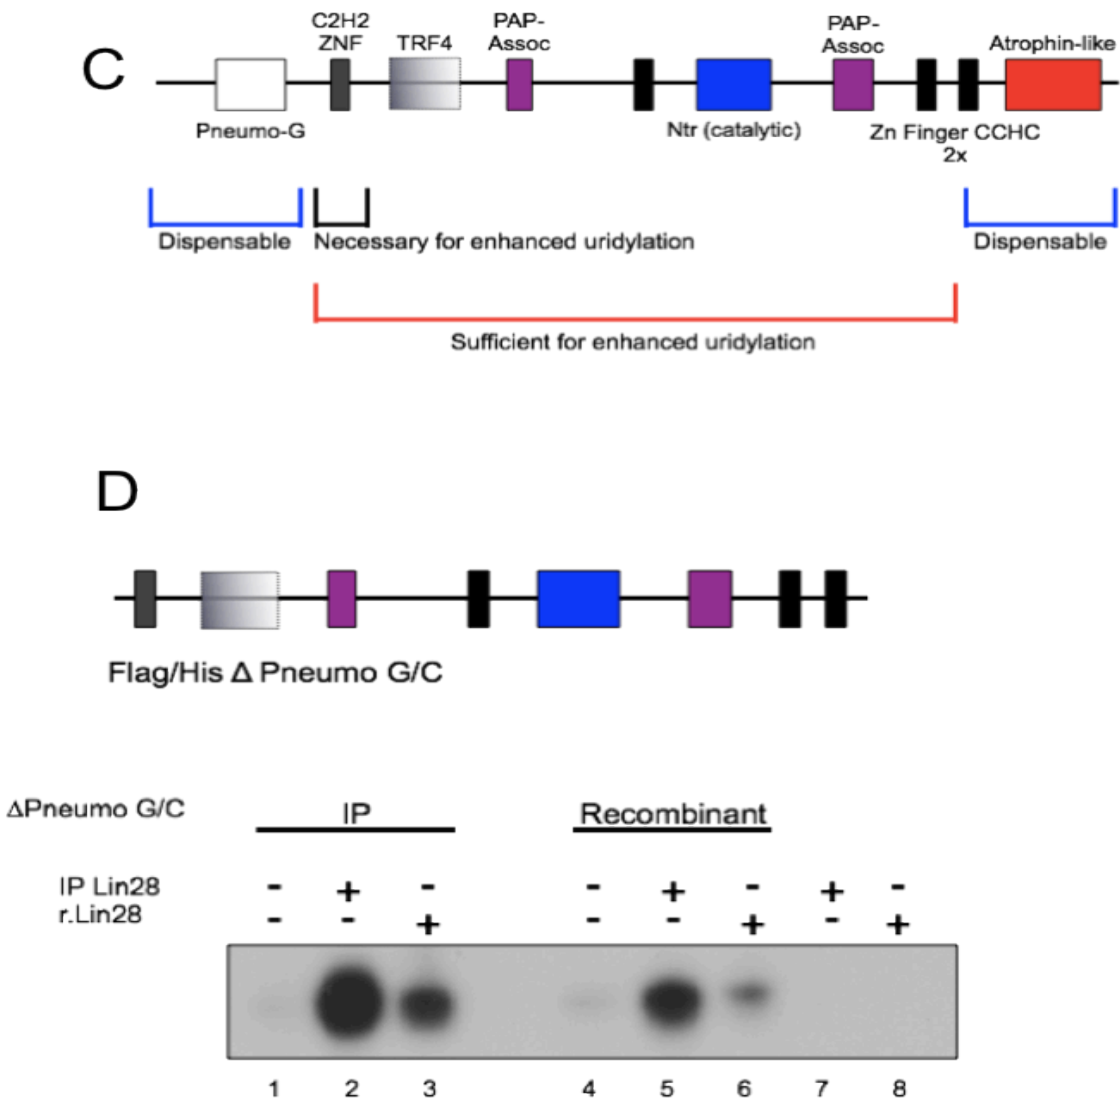 C
C2H2
ZNF
TRF4
PAP-
Assoc
PAP-
Assoc
Atrophin-like
Pneumo-G
Ntr (catalytic)
Zn Finger CCHC
2x
Dispensable
Necessary for enhanced uridylation
Dispensable
Sufficient for enhanced uridylation
D
Flag/His Δ Pneumo G/C
ΔPneumo G/C
IP
Recombinant
IP Lin28 - + - - + - + -
r.Lin28 - - + - - + - +
1 2 3 4 5 6 7 8